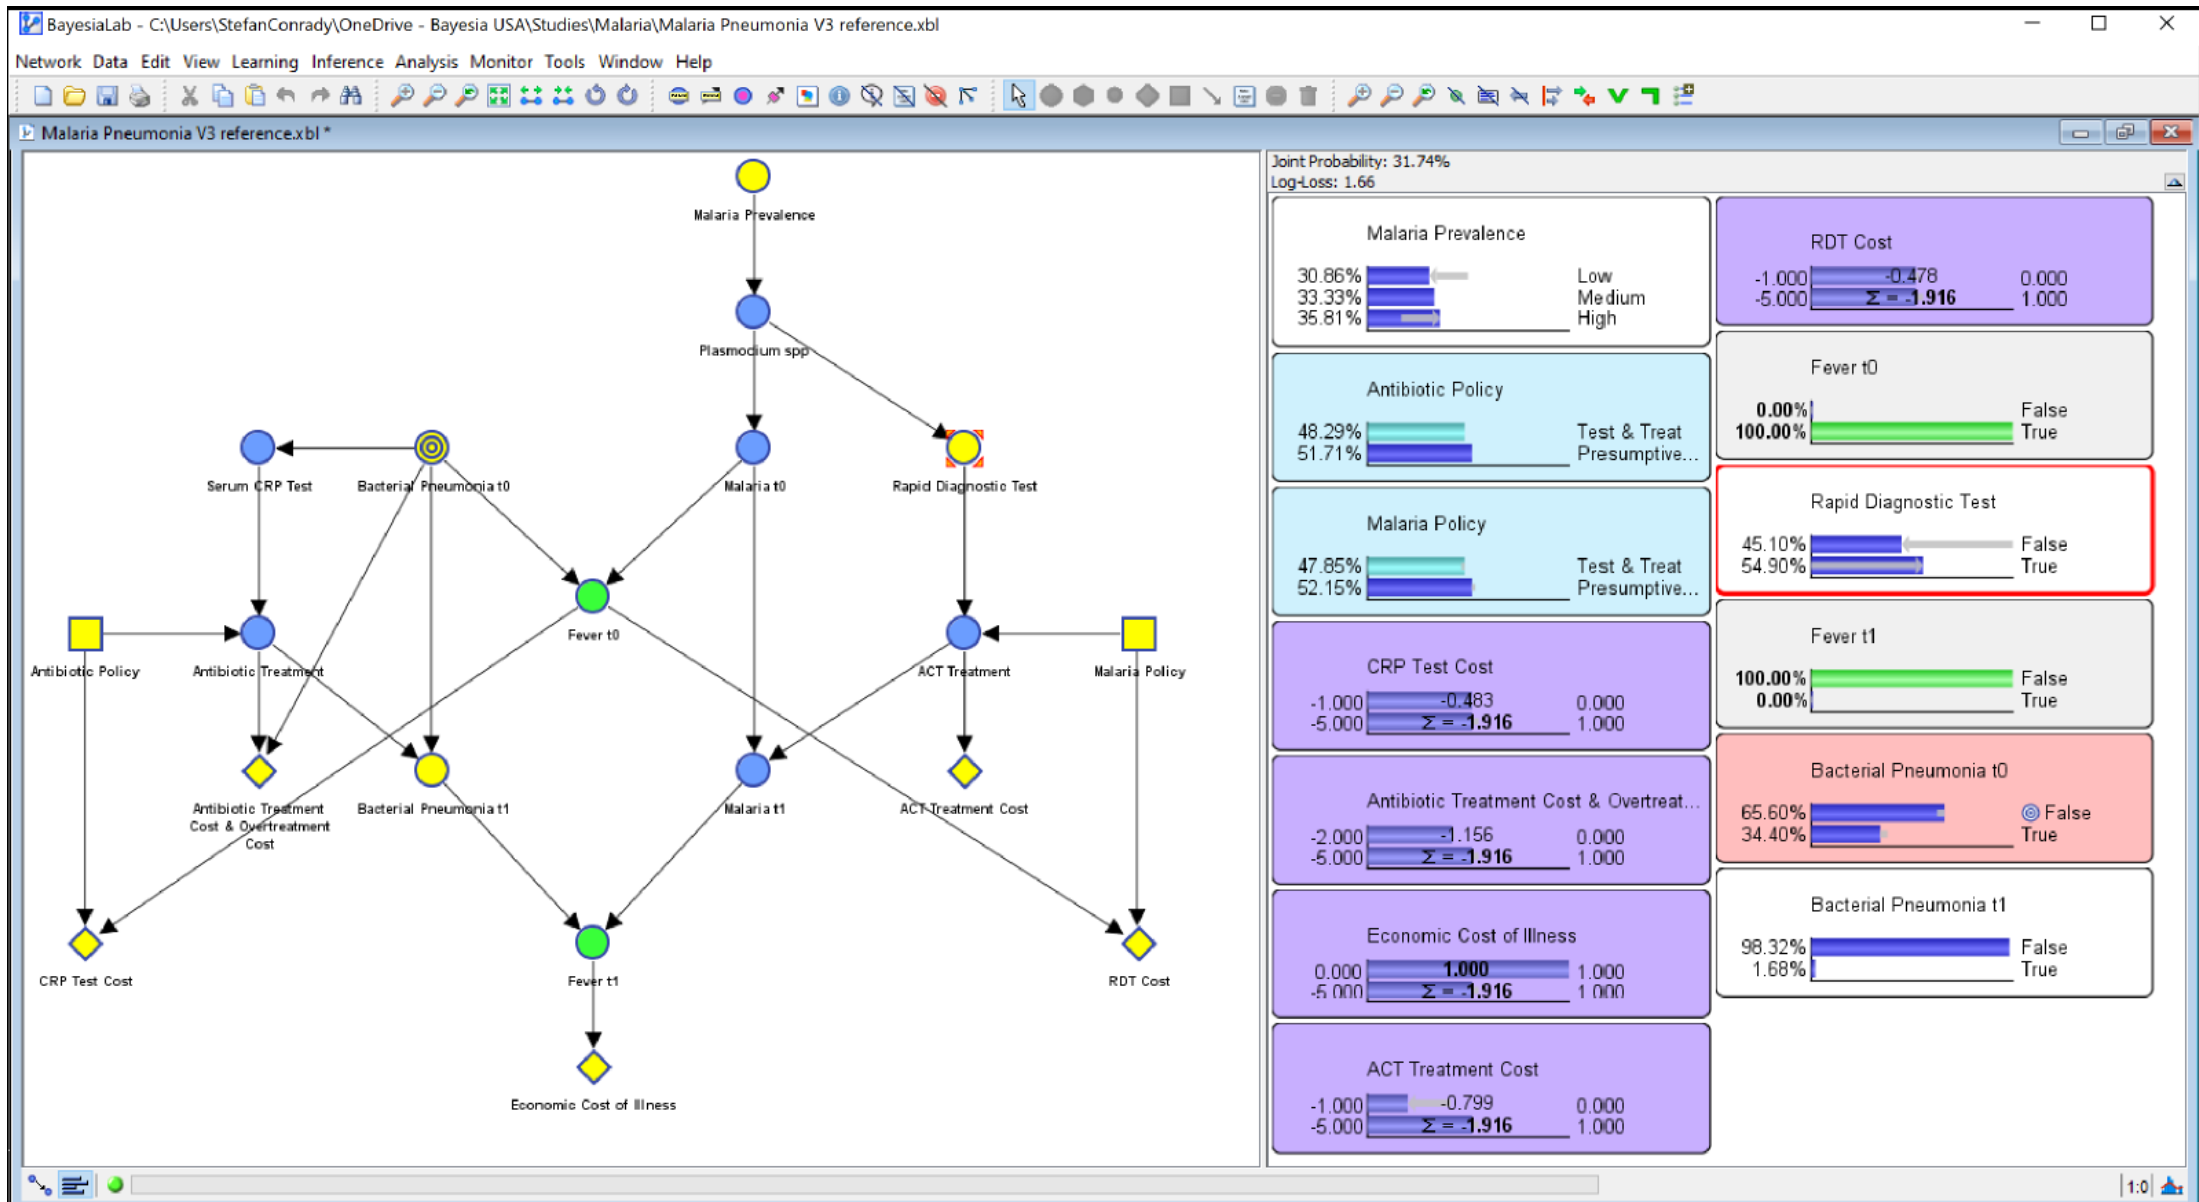 BayesiaLab - C:\Users\StefanConrady\OneDrive - Bayesia USA\Studies\Malaria\Malaria Pneumonia V3 reference.xbl
Network Data Edit View Learning Inference Analysis Monitor Tools Window Help
Malaria Pneumonia V3 reference.xbl *
Malaria Prevalence
Plasmodium spp
Serum CRP Test
Bacterial Pneumonia t0
Malaria t0
Rapid Diagnostic Test
Fever t0
Antibiotic Policy
Antibiotic Treatment
ACT Treatment
Malaria Policy
Antibiotic Treatment
Cost & Overtreatment
Cost
Bacterial Pneumonia t1
Malaria t1
ACT Treatment Cost
CRP Test Cost
Fever t1
RDT Cost
Economic Cost of Illness
Joint Probability: 31.74%
Log-Loss: 1.66
Malaria Prevalence
30.86% Low
33.33% Medium
35.81% High
Antibiotic Policy
48.29% Test & Treat
51.71% Presumptive...
Malaria Policy
47.85% Test & Treat
52.15% Presumptive...
CRP Test Cost
-1.000 -0.483 0.000
-5.000 Σ = -1.916 1.000
Antibiotic Treatment Cost & Overtreat...
-2.000 -1.156 0.000
-5.000 Σ = -1.916 1.000
Economic Cost of Illness
0.000 1.000 1.000
-5.000 Σ = -1.916 1.000
ACT Treatment Cost
-1.000 -0.799 0.000
-5.000 Σ = -1.916 1.000
RDT Cost
-1.000 -0.478 0.000
-5.000 Σ = -1.916 1.000
Fever t0
0.00% False
100.00% True
Rapid Diagnostic Test
45.10% False
54.90% True
Fever t1
100.00% False
0.00% True
Bacterial Pneumonia t0
65.60% False
34.40% True
Bacterial Pneumonia t1
98.32% False
1.68% True
1:0